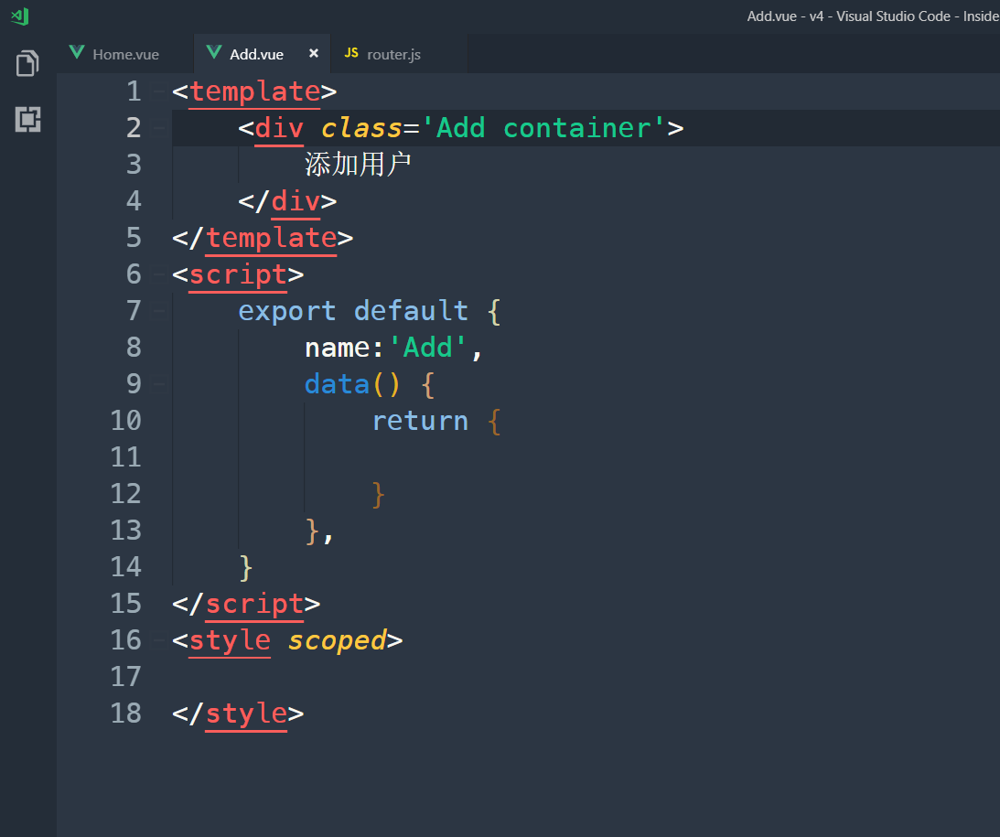 Add.vue - v4 - Visual Studio Code - Inside
Home.vue Add.vue × JS router.js
1 <template>
2     <div class='Add container'>
3         添加用户
4     </div>
5 </template>
6 <script>
7     export default {
8         name:'Add',
9         data() {
10             return {
11
12             }
13         },
14     }
15 </script>
16 <style scoped>
17
18 </style>